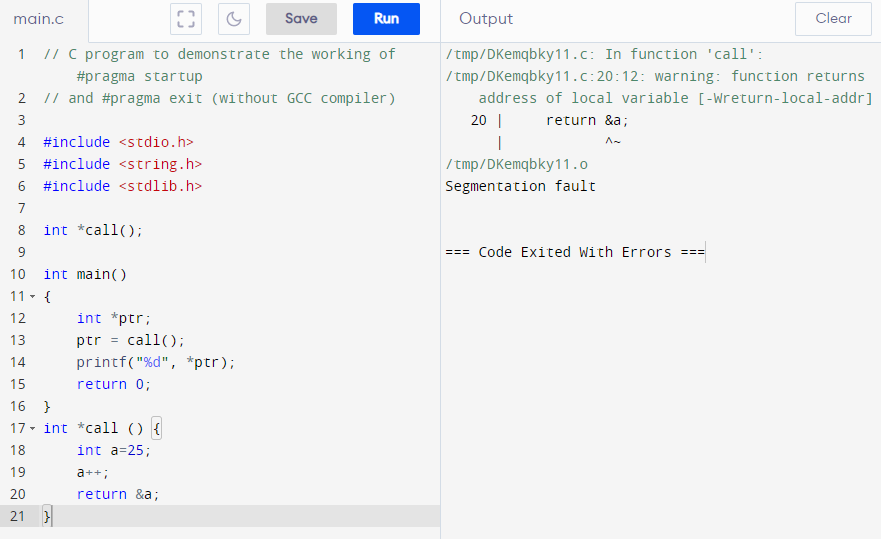 main.c
Save
Run
Output
Clear
1 // C program to demonstrate the working of
#pragma startup
2 // and #pragma exit (without GCC compiler)
3
4 #include <stdio.h>
5 #include <string.h>
6 #include <stdlib.h>
7
8 int *call();
9
10 int main()
11 {
12 int *ptr;
13 ptr = call();
14 printf("%d", *ptr);
15 return 0;
16 }
17 int *call () {
18 int a=25;
19 a++;
20 return &a;
21 }
/tmp/DKemqbky11.c: In function 'call':
/tmp/DKemqbky11.c:20:12: warning: function returns
address of local variable [-Wreturn-local-addr]
20 | return &a;
| ^~
/tmp/DKemqbky11.o
Segmentation fault
=== Code Exited With Errors ===